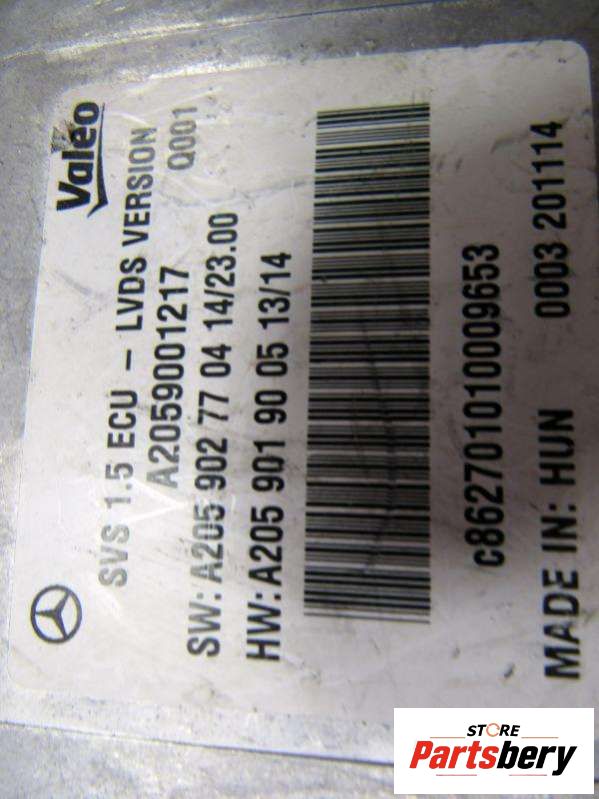 Valeo
SVS 1.5 ECU - LVDS VERSION
A2059001217 Q001
SW:A205 902 77 04 14/23.00
HW:A205 901 90 05 13/14
c862701010009653
MADE IN: HUN 0003 201114
STORE
Partsbery